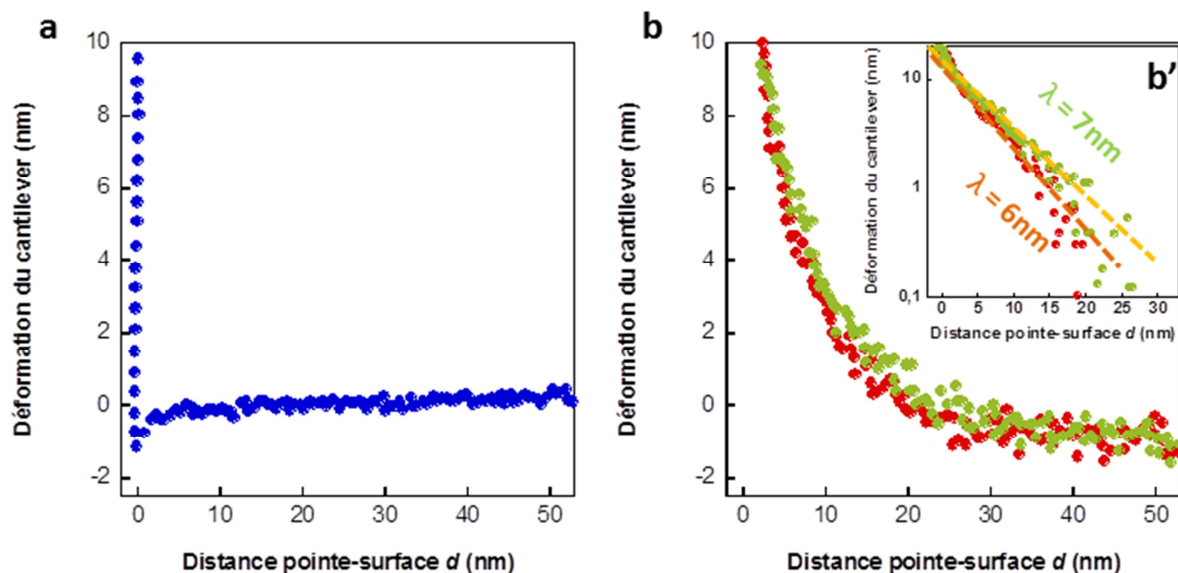 a
10
8
6
4
2
0
-2
Déformation du cantilever (nm)
0 10 20 30 40 50
Distance pointe-surface d (nm)
b
10
8
6
4
2
0
-2
Déformation du cantilever (nm)
0 10 20 30 40 50
Distance pointe-surface d (nm)
b'
10
1
0,1
Déformation du cantilever (nm)
λ = 7nm
λ = 6nm
0 5 10 15 20 25 30
Distance pointe-surface d (nm)